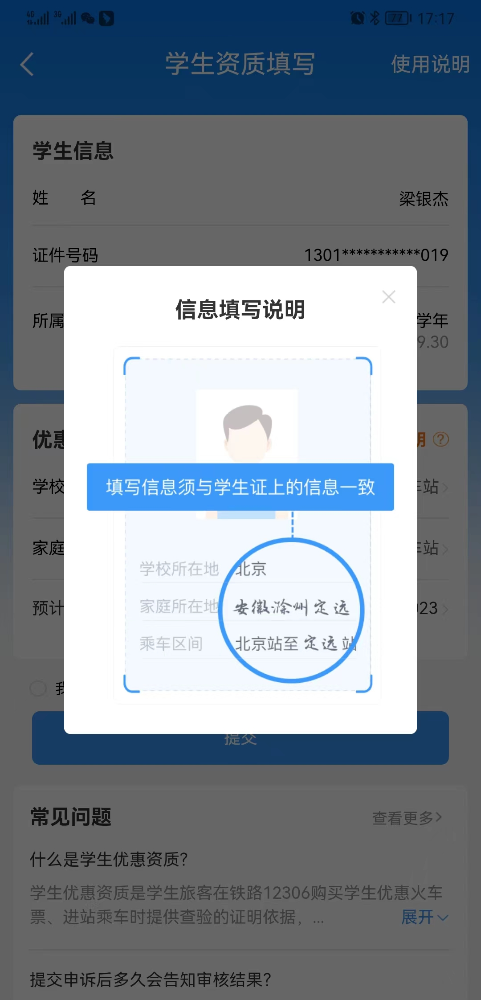 4G 3G 77 17:17
学生资质填写 使用说明
学生信息
姓 名 梁银杰
证件号码 1301***********019
所属 学年
9.30
信息填写说明
优惠 明 ?
学校 车站
填写信息须与学生证上的信息一致
家庭 车站
学校所在地 北京
家庭所在地 安徽滁州定远
预计 023
乘车区间 北京站至定远站
我
提交
常见问题 查看更多
什么是学生优惠资质?
学生优惠资质是学生旅客在铁路12306购买学生优惠火车
票、进站乘车时提供查验的证明依据，... 展开
提交申诉后多久会告知审核结果?